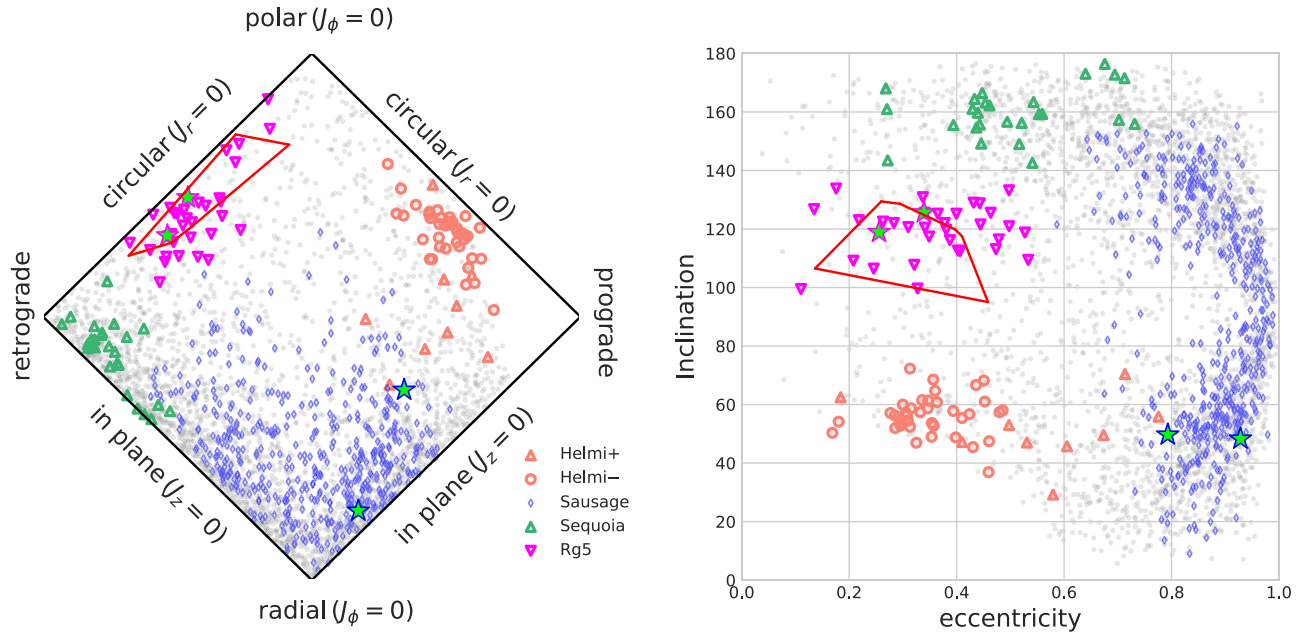 polar (J_ϕ = 0)
circular (J_r = 0)
circular (J_r = 0)
retrograde
prograde
in plane (J_z = 0)
in plane (J_z = 0)
radial (J_ϕ = 0)
Helmi+
Helmi−
Sausage
Sequoia
Rg5
Inclination
180
160
140
120
100
80
60
40
20
0
0.0 0.2 0.4 0.6 0.8 1.0
eccentricity